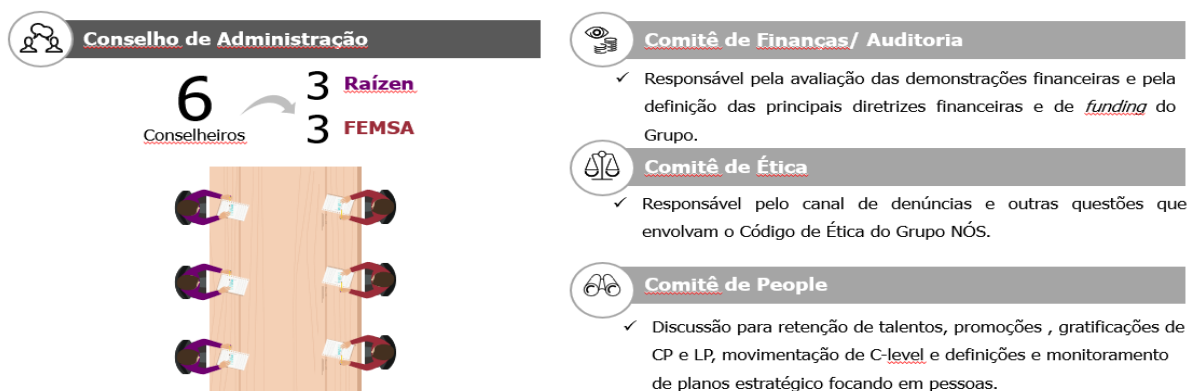 Conselho de Administração
6
Conselheiros
3 Raízen
3 FEMSA
Comitê de Finanças/ Auditoria
✓ Responsável pela avaliação das demonstrações financeiras e pela
definição das principais diretrizes financeiras e de funding do
Grupo.
Comitê de Ética
✓ Responsável pelo canal de denúncias e outras questões que
envolvam o Código de Ética do Grupo NÓS.
Comitê de People
✓ Discussão para retenção de talentos, promoções , gratificações de
CP e LP, movimentação de C-level e definições e monitoramento
de planos estratégico focando em pessoas.